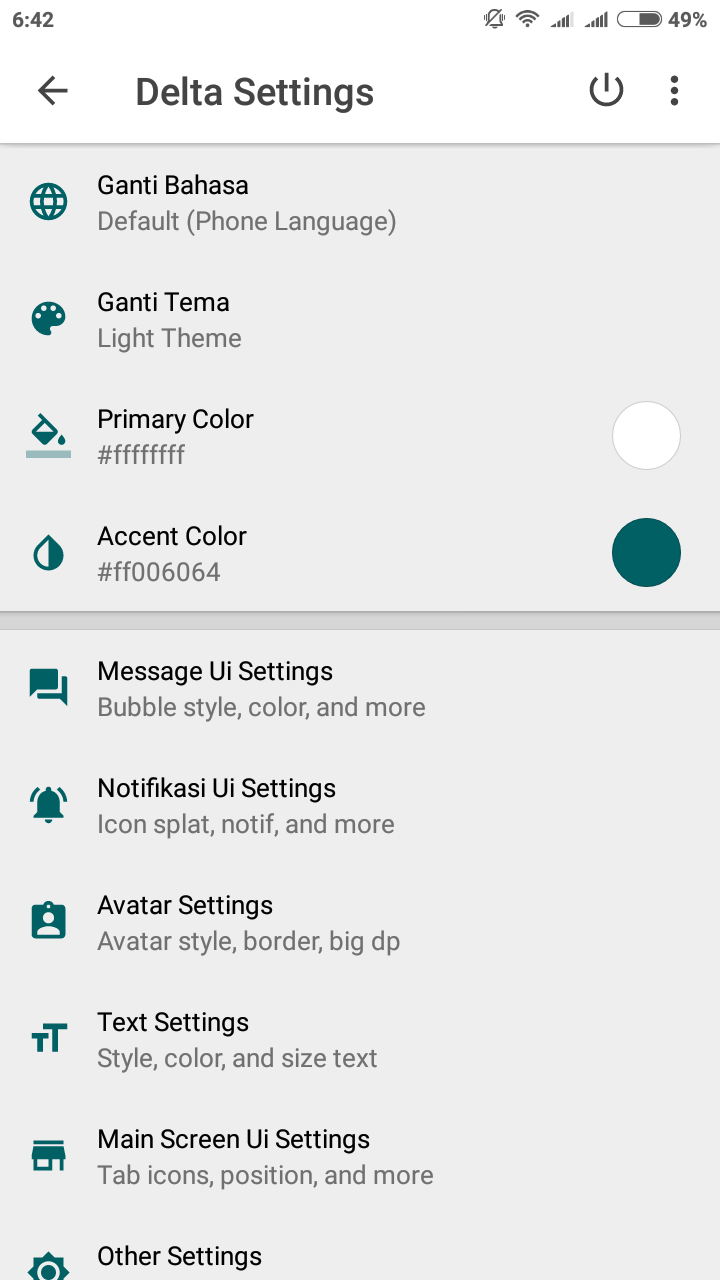 6:42
49%
Delta Settings
Ganti Bahasa
Default (Phone Language)
Ganti Tema
Light Theme
Primary Color
#ffffffff
Accent Color
#ff006064
Message Ui Settings
Bubble style, color, and more
Notifikasi Ui Settings
Icon splat, notif, and more
Avatar Settings
Avatar style, border, big dp
Text Settings
Style, color, and size text
Main Screen Ui Settings
Tab icons, position, and more
Other Settings